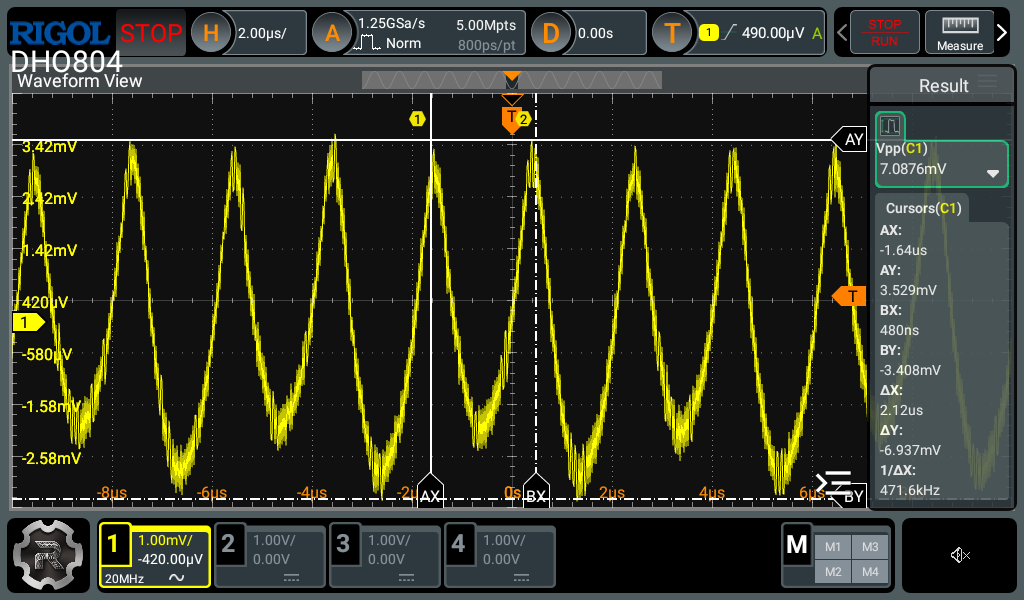 RIGOL STOP H 2.00μs/ A 1.25GSa/s 5.00Mpts D 0.00s T 1 490.00μV A STOP
Norm 800ps/pt RUN Measure
DHO804
Waveform View
Result
1 T 2
AY
3.42mV
2.42mV
1.42mV
420μV
T
1
-580μV
-1.58mV
-2.58mV
-8us -6us -4us -2u 0s 2us 4us 6us
AX BX BY
Vpp(C1)
7.0876mV
Cursors(C1)
AX:
-1.64us
AY:
3.529mV
BX:
480ns
BY:
-3.408mV
ΔX:
2.12us
ΔY:
-6.937mV
1/ΔX:
471.6kHz
R
1 1.00mV/
-420.00μV
20MHz
2 1.00V/
0.00V
3 1.00V/
0.00V
4 1.00V/
0.00V
M M1 M3
M2 M4